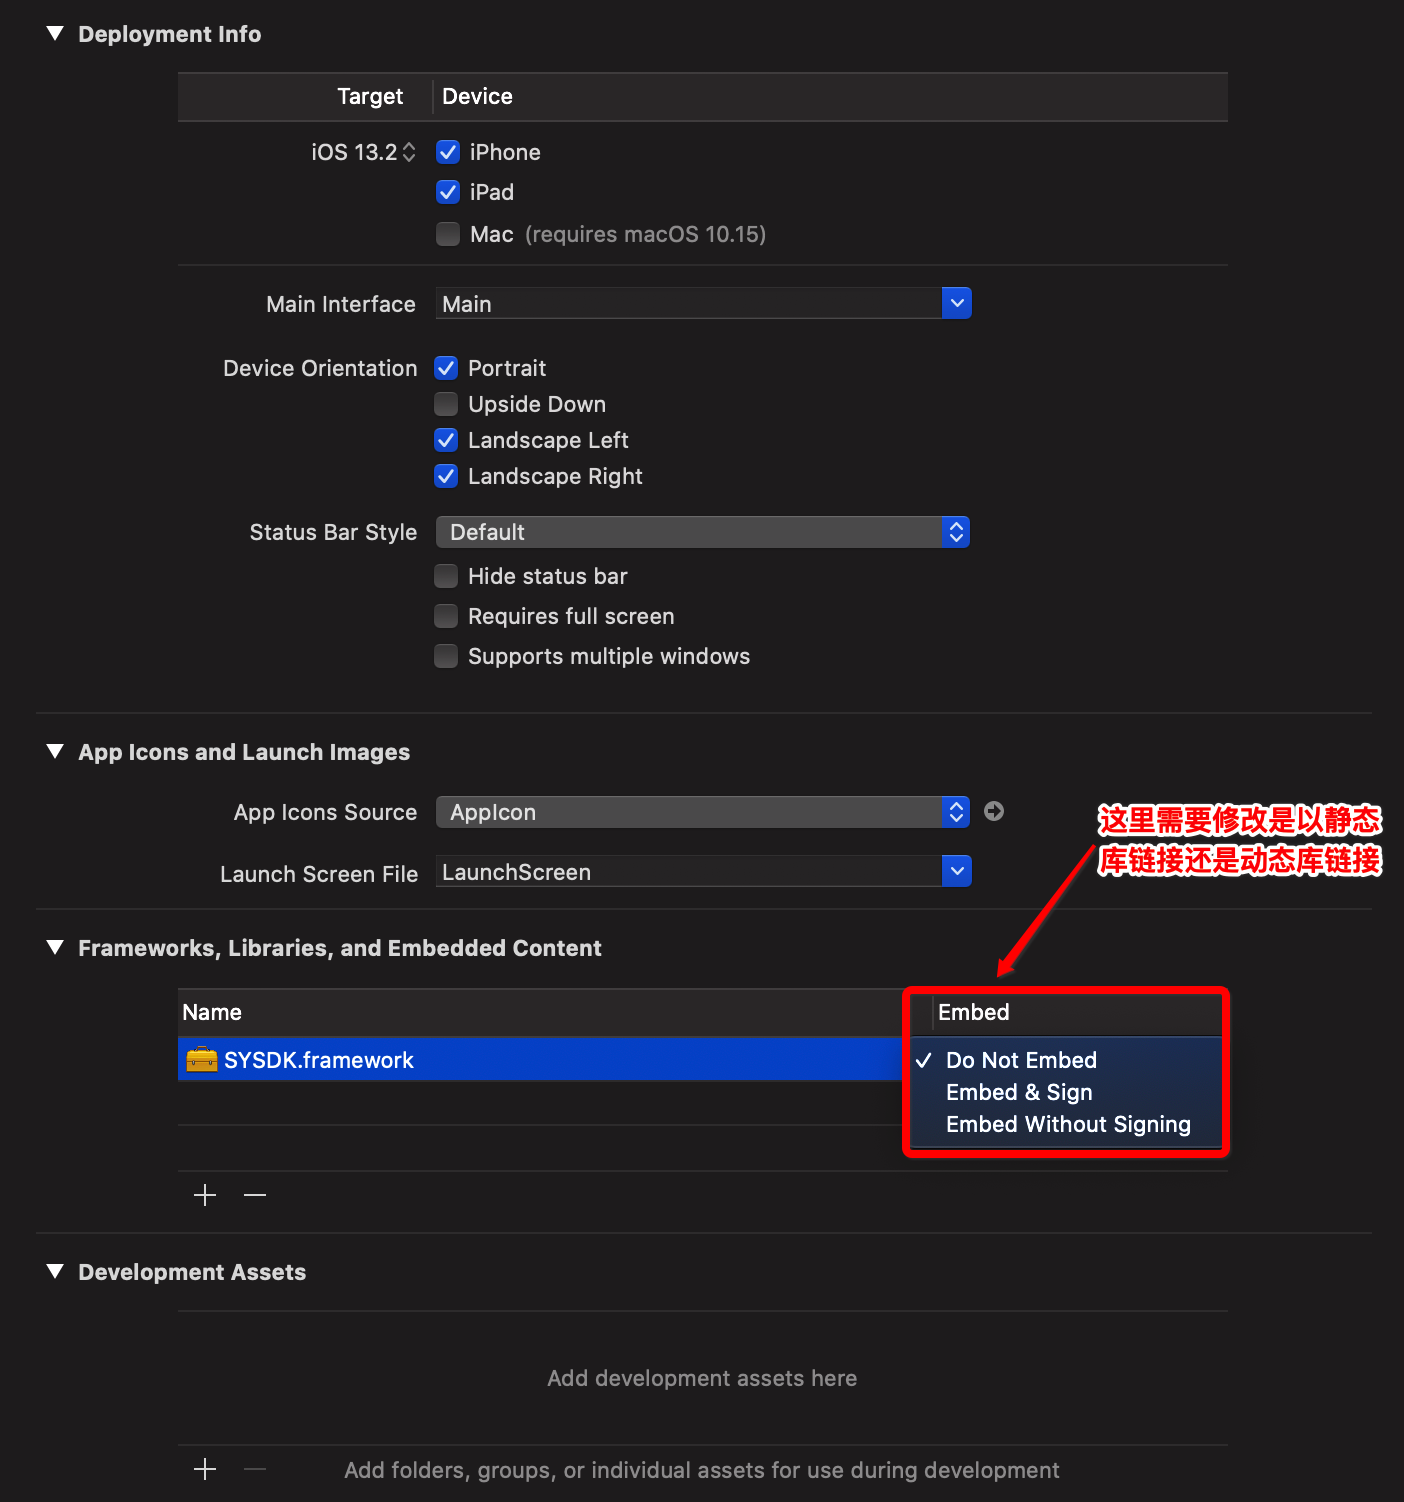 Deployment Info
Target Device
iOS 13.2 iPhone
iPad
Mac (requires macOS 10.15)
Main Interface Main
Device Orientation Portrait
Upside Down
Landscape Left
Landscape Right
Status Bar Style Default
Hide status bar
Requires full screen
Supports multiple windows
App Icons and Launch Images
App Icons Source AppIcon
这里需要修改是以静态
库链接还是动态库链接
Launch Screen File LaunchScreen
Frameworks, Libraries, and Embedded Content
Name Embed
SYSDK.framework Do Not Embed
Embed & Sign
Embed Without Signing
Development Assets
Add development assets here
Add folders, groups, or individual assets for use during development